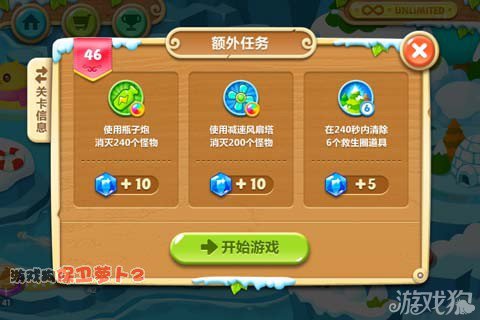 UNLIMITED
46
额外任务
关卡信息
使用瓶子炮
消灭240个怪物
+10
使用减速风扇塔
消灭200个怪物
+10
在240秒内清除
6个救生圈道具
6
+5
开始游戏
游戏狗保卫萝卜2
41
42
游戏狗